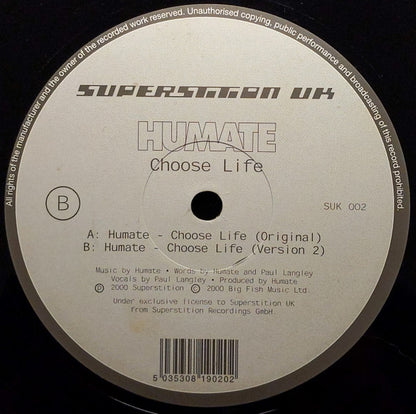 All rights of the manufacturer and the owner of the recorded work reserved. Unauthorised copying, public performance and broadcasting of this record prohibited.
SUPERSTITION UK
HUMATE
Choose Life
B
SUK 002
A: Humate - Choose Life (Original)
B: Humate - Choose Life (Version 2)
Music by Humate • Words by Humate and Paul Langley
Vocals by Paul Langley • Produced by Humate
Ⓟ 2000 Superstition © 2000 Big Fish Music Ltd.
Under exclusive license to Superstition UK
from Superstition Recordings GmbH.
5 035308 190202